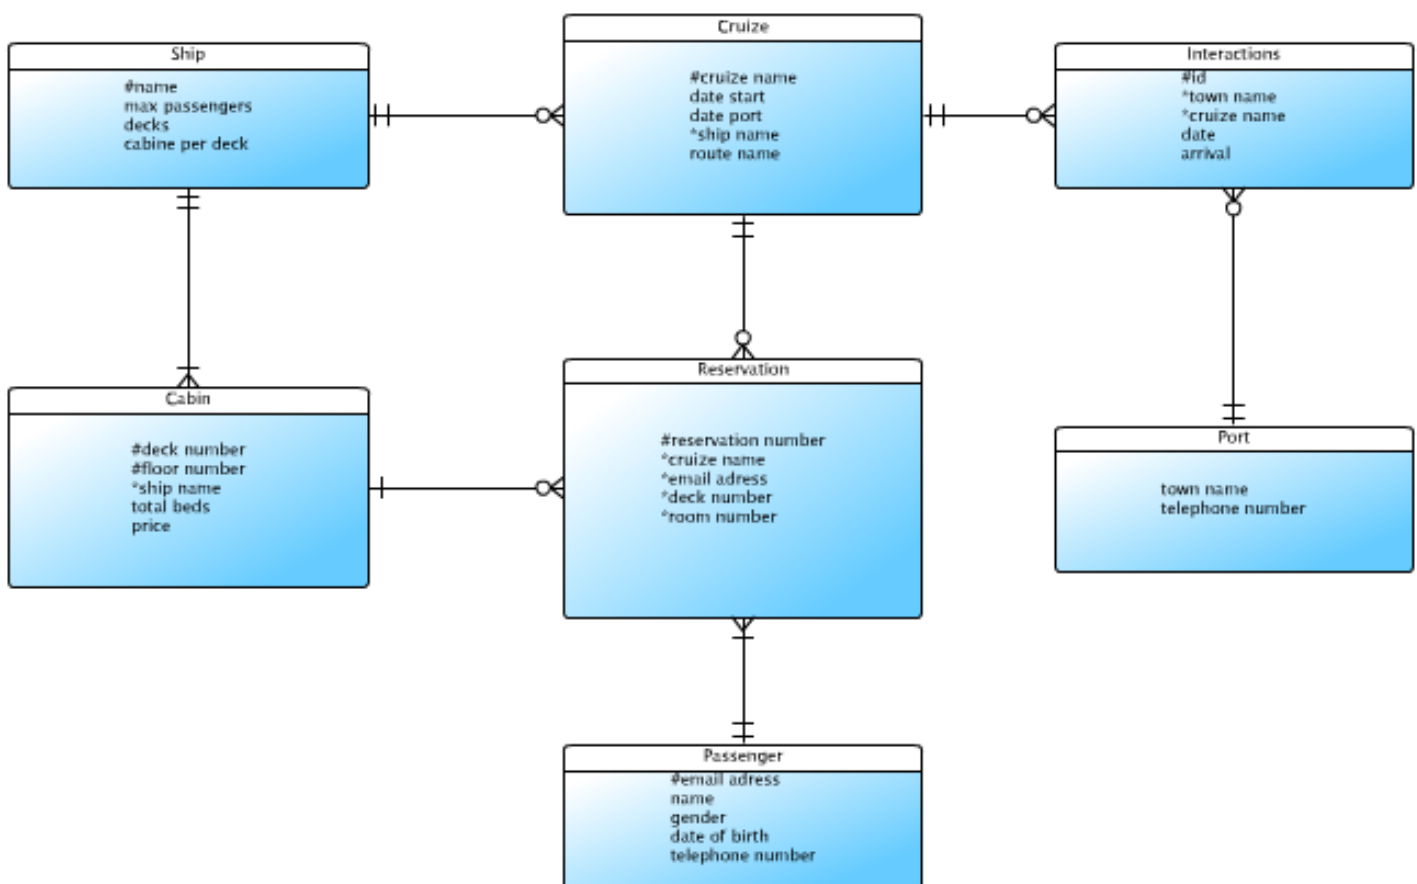 Ship
#name
max passengers
decks
cabine per deck
Cruize
#cruize name
date start
date port
*ship name
route name
Interactions
#id
*town name
*cruize name
date
arrival
Cabin
#deck number
#floor number
*ship name
total beds
price
Reservation
#reservation number
*cruize name
*email adress
*deck number
*room number
Port
town name
telephone number
Passenger
#email adress
name
gender
date of birth
telephone number